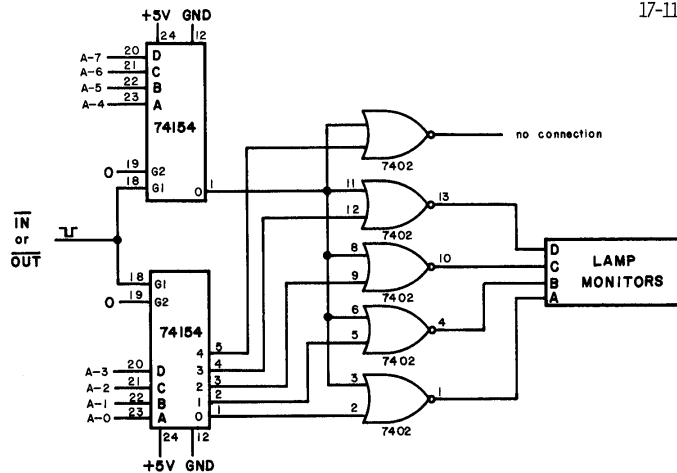 17-11
+5V GND
24 12
A-7 20 D
A-6 21 C
A-5 22 B
A-4 23 A
74154
0 19 G2
18 G1
0 1
IN
or
OUT
18 G1
0 19 G2
74154
4 5
3 4
2 3
1 2
0 1
A-3 20 D
A-2 21 C
A-1 22 B
A-0 23 A
24 12
+5V GND
7402
no connection
11
12
13
7402
8
9
10
7402
6
5
4
7402
3
2
1
7402
D
C
B
A
LAMP
MONITORS